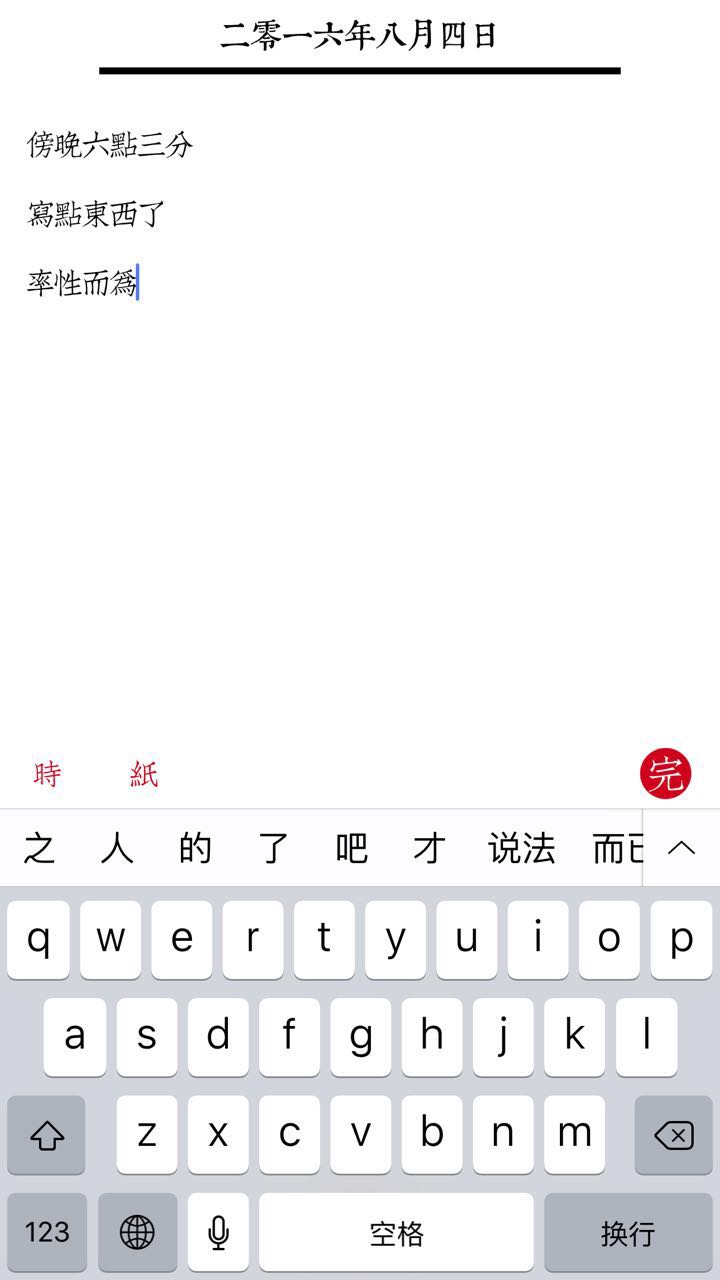 二零一六年八月四日
傍晚六點三分
寫點東西了
率性而爲
時 紙 完
之 人 的 了 吧 才 说法 而已
q w e r t y u i o p
a s d f g h j k l
z x c v b n m
123 空格 换行